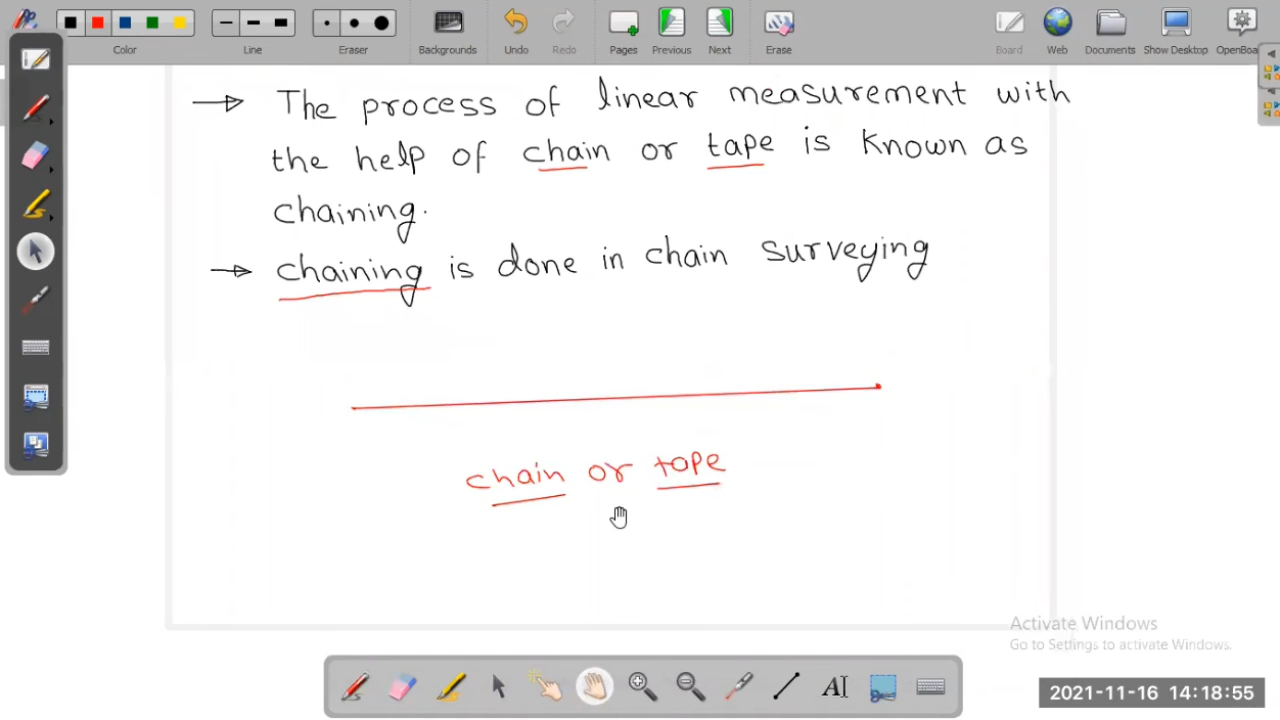 Color
Line
Eraser
Backgrounds
Undo
Redo
Pages
Previous
Next
Erase
Board
Web
Documents
Show Desktop
OpenBoa
The process of linear measurement with
the help of chain or tape is known as
chaining.
chaining is done in chain surveying
chain or tape
Activate Windows
Go to Settings to activate Windows.
2021-11-16 14:18:55